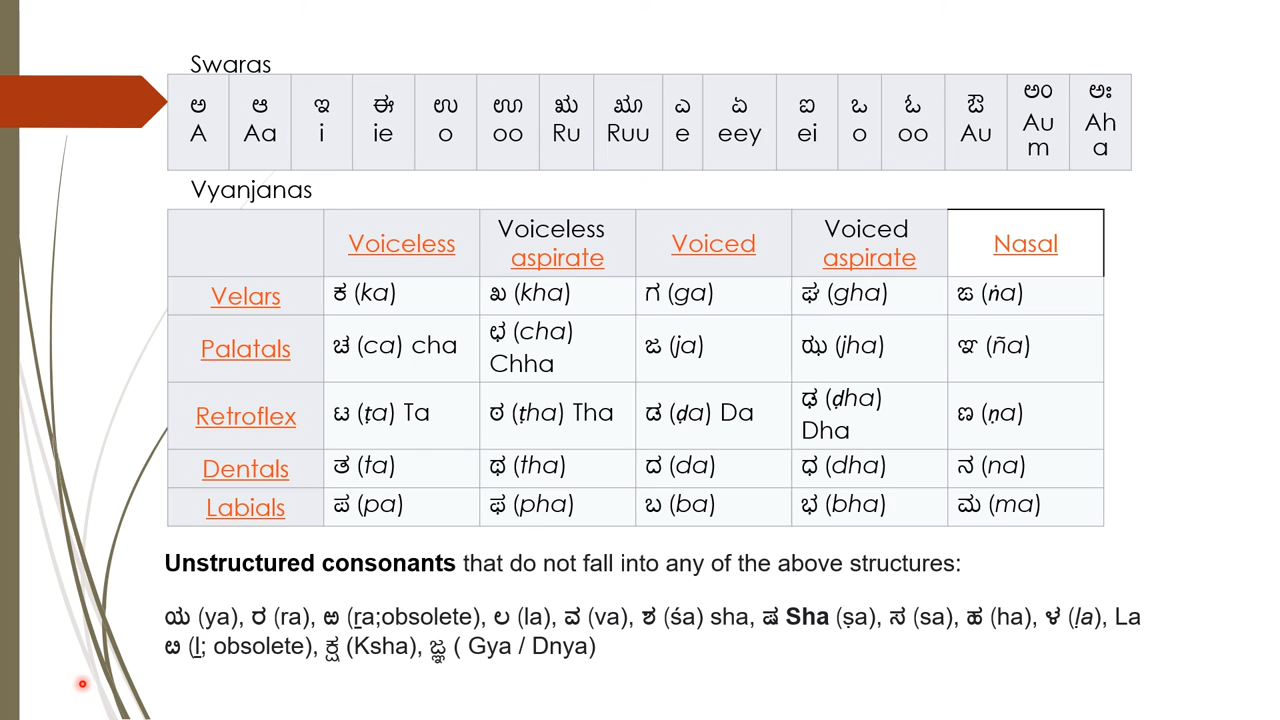 Swaras
ಅ ಆ ಇ ಈ ಉ ಊ ಋ ೠ ಎ ಏ ಐ ಒ ಓ ಔ ಅಂ ಅಃ
A Aa i ie o oo Ru Ruu e eey ei o oo Au Au m Ah a
Vyanjanas
Voiceless Voiceless aspirate Voiced Voiced aspirate Nasal
Velars ಕ (ka) ಖ (kha) ಗ (ga) ಘ (gha) ಙ (ṅa)
Palatals ಚ (ca) cha ಛ (cha) Chha ಜ (ja) ಝ (jha) ಞ (ña)
Retroflex ಟ (ṭa) Ta ಠ (ṭha) Tha ಡ (ḍa) Da ಢ (ḍha) Dha ಣ (ṇa)
Dentals ತ (ta) ಥ (tha) ದ (da) ಧ (dha) ನ (na)
Labials ಪ (pa) ಫ (pha) ಬ (ba) ಭ (bha) ಮ (ma)
Unstructured consonants that do not fall into any of the above structures:
ಯ (ya), ರ (ra), ಱ (ṟa;obsolete), ಲ (la), ವ (va), ಶ (śa) sha, ಷ Sha (ṣa), ಸ (sa), ಹ (ha), ಳ (ḷa), La
ೞ (ḻ; obsolete), ಕ್ಷ (Ksha), ಜ್ಞ ( Gya / Dnya)